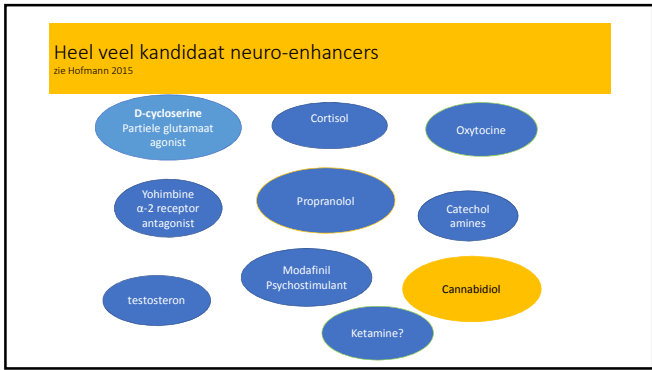 Heel veel kandidaat neuro-enhancers
zie Hofmann 2015
D-cycloserine
Partiele glutamaat
agonist
Cortisol
Oxytocine
Yohimbine
α-2 receptor
antagonist
Propranolol
Catechol
amines
testosteron
Modafinil
Psychostimulant
Cannabidiol
Ketamine?